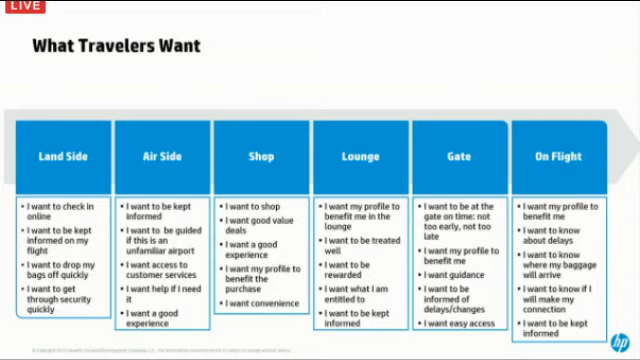 LIVE
What Travelers Want
Land Side
Air Side
Shop
Lounge
Gate
On Flight
• I want to check in
online
• I want to be kept
informed on my
flight
• I want to drop my
bags off quickly
• I want to get
through security
quickly
• I want to be kept
informed
• I want to be guided
if this is an
unfamiliar airport
• I want access to
customer services
• I want help if I need
it
• I want a good
experience
• I want to shop
• I want good value
deals
• I want a good
experience
• I want my profile to
benefit the
purchase
• I want convenience
• I want my profile to
benefit me in the
lounge
• I want to be treated
well
• I want to be
rewarded
• I want what I am
entitled to
• I want to be kept
informed
• I want to be at the
gate on time: not
too early, not too
late
• I want my profile to
benefit me
• I want guidance
• I want to be
informed of
delays/changes
• I want easy access
• I want my profile to
benefit me
• I want to know
about delays
• I want to know
where my baggage
will arrive
• I want to know if I
will make my
connection
• I want to be kept
informed
hp